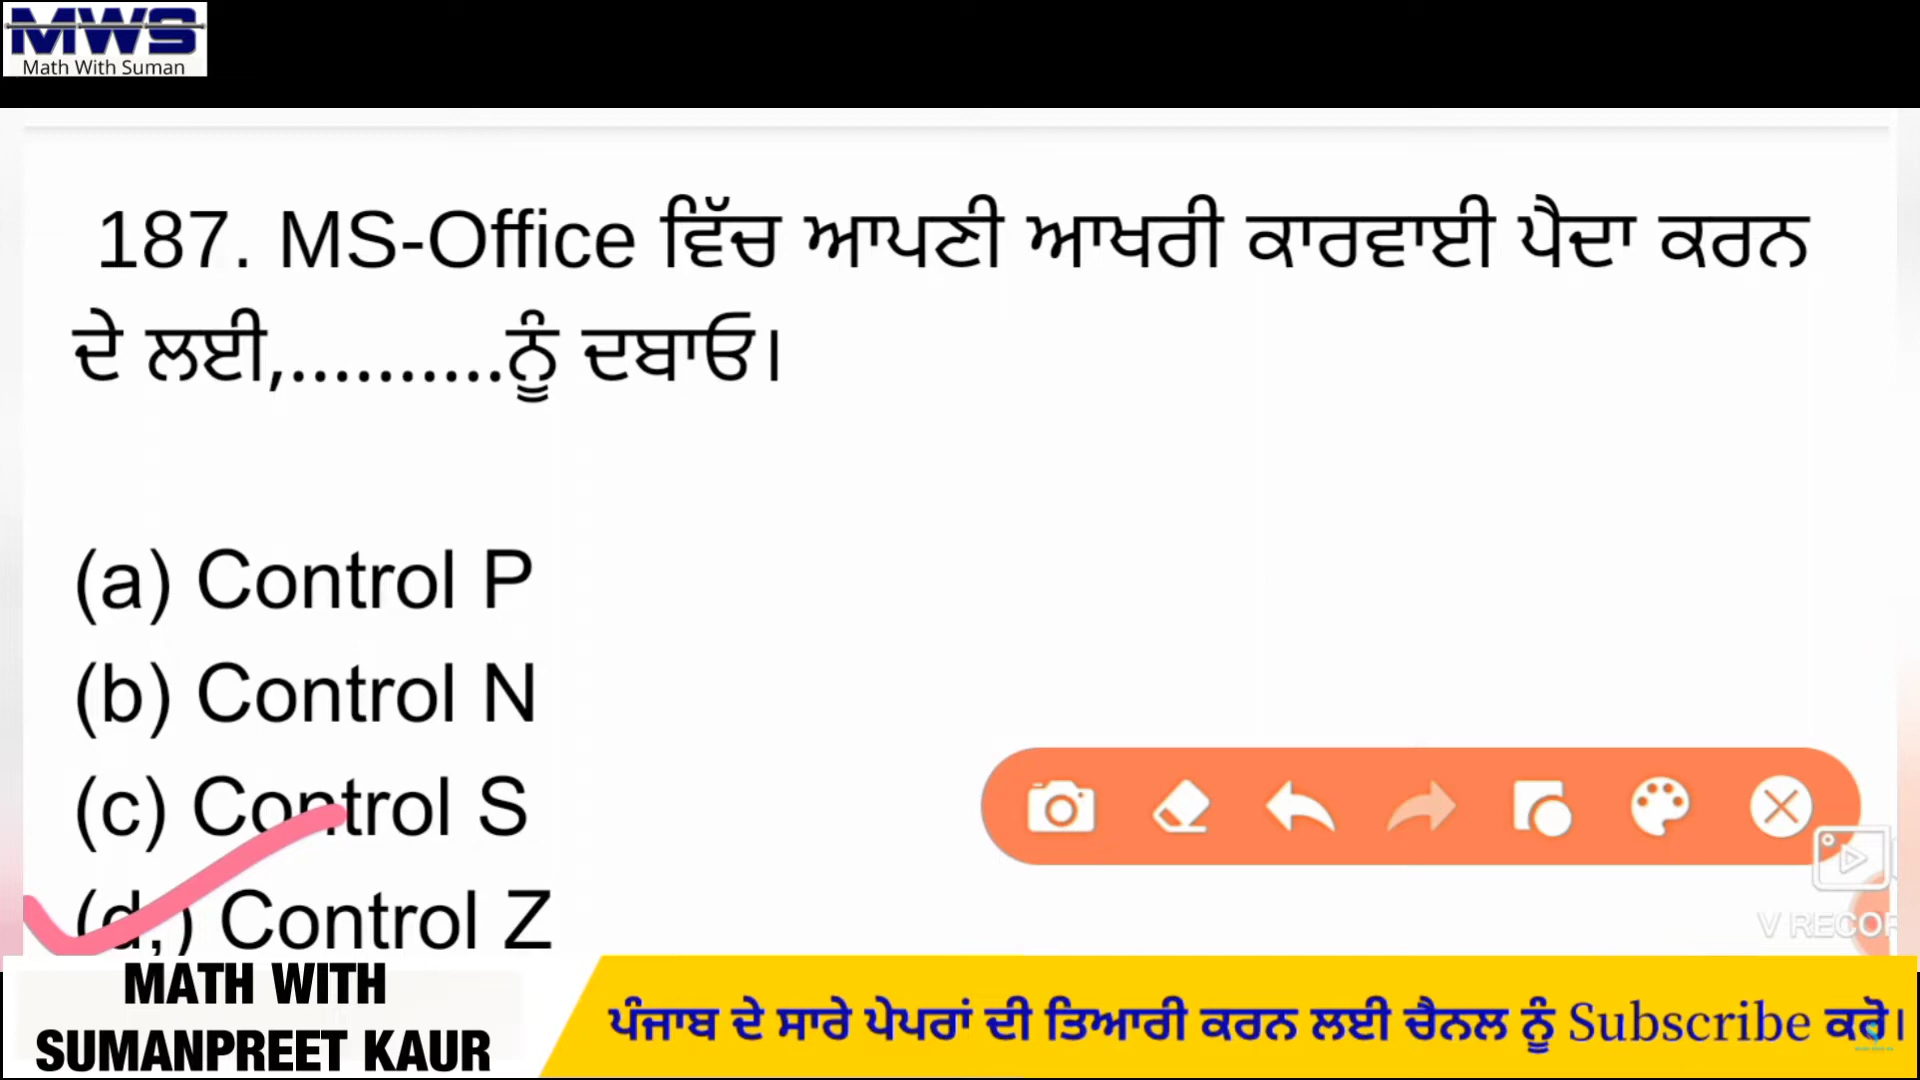 MWS
Math With Suman
187. MS-Office ਵਿੱਚ ਆਪਣੀ ਆਖਰੀ ਕਾਰਵਾਈ ਪੈਦਾ ਕਰਨ
ਦੇ ਲਈ,..........ਨੂੰ ਦਬਾਓ।
(a) Control P
(b) Control N
(c) Control S
(d,) Control Z
V RECOR
MATH WITH
SUMANPREET KAUR
ਪੰਜਾਬ ਦੇ ਸਾਰੇ ਪੇਪਰਾਂ ਦੀ ਤਿਆਰੀ ਕਰਨ ਲਈ ਚੈਨਲ ਨੂੰ Subscribe ਕਰੋ।